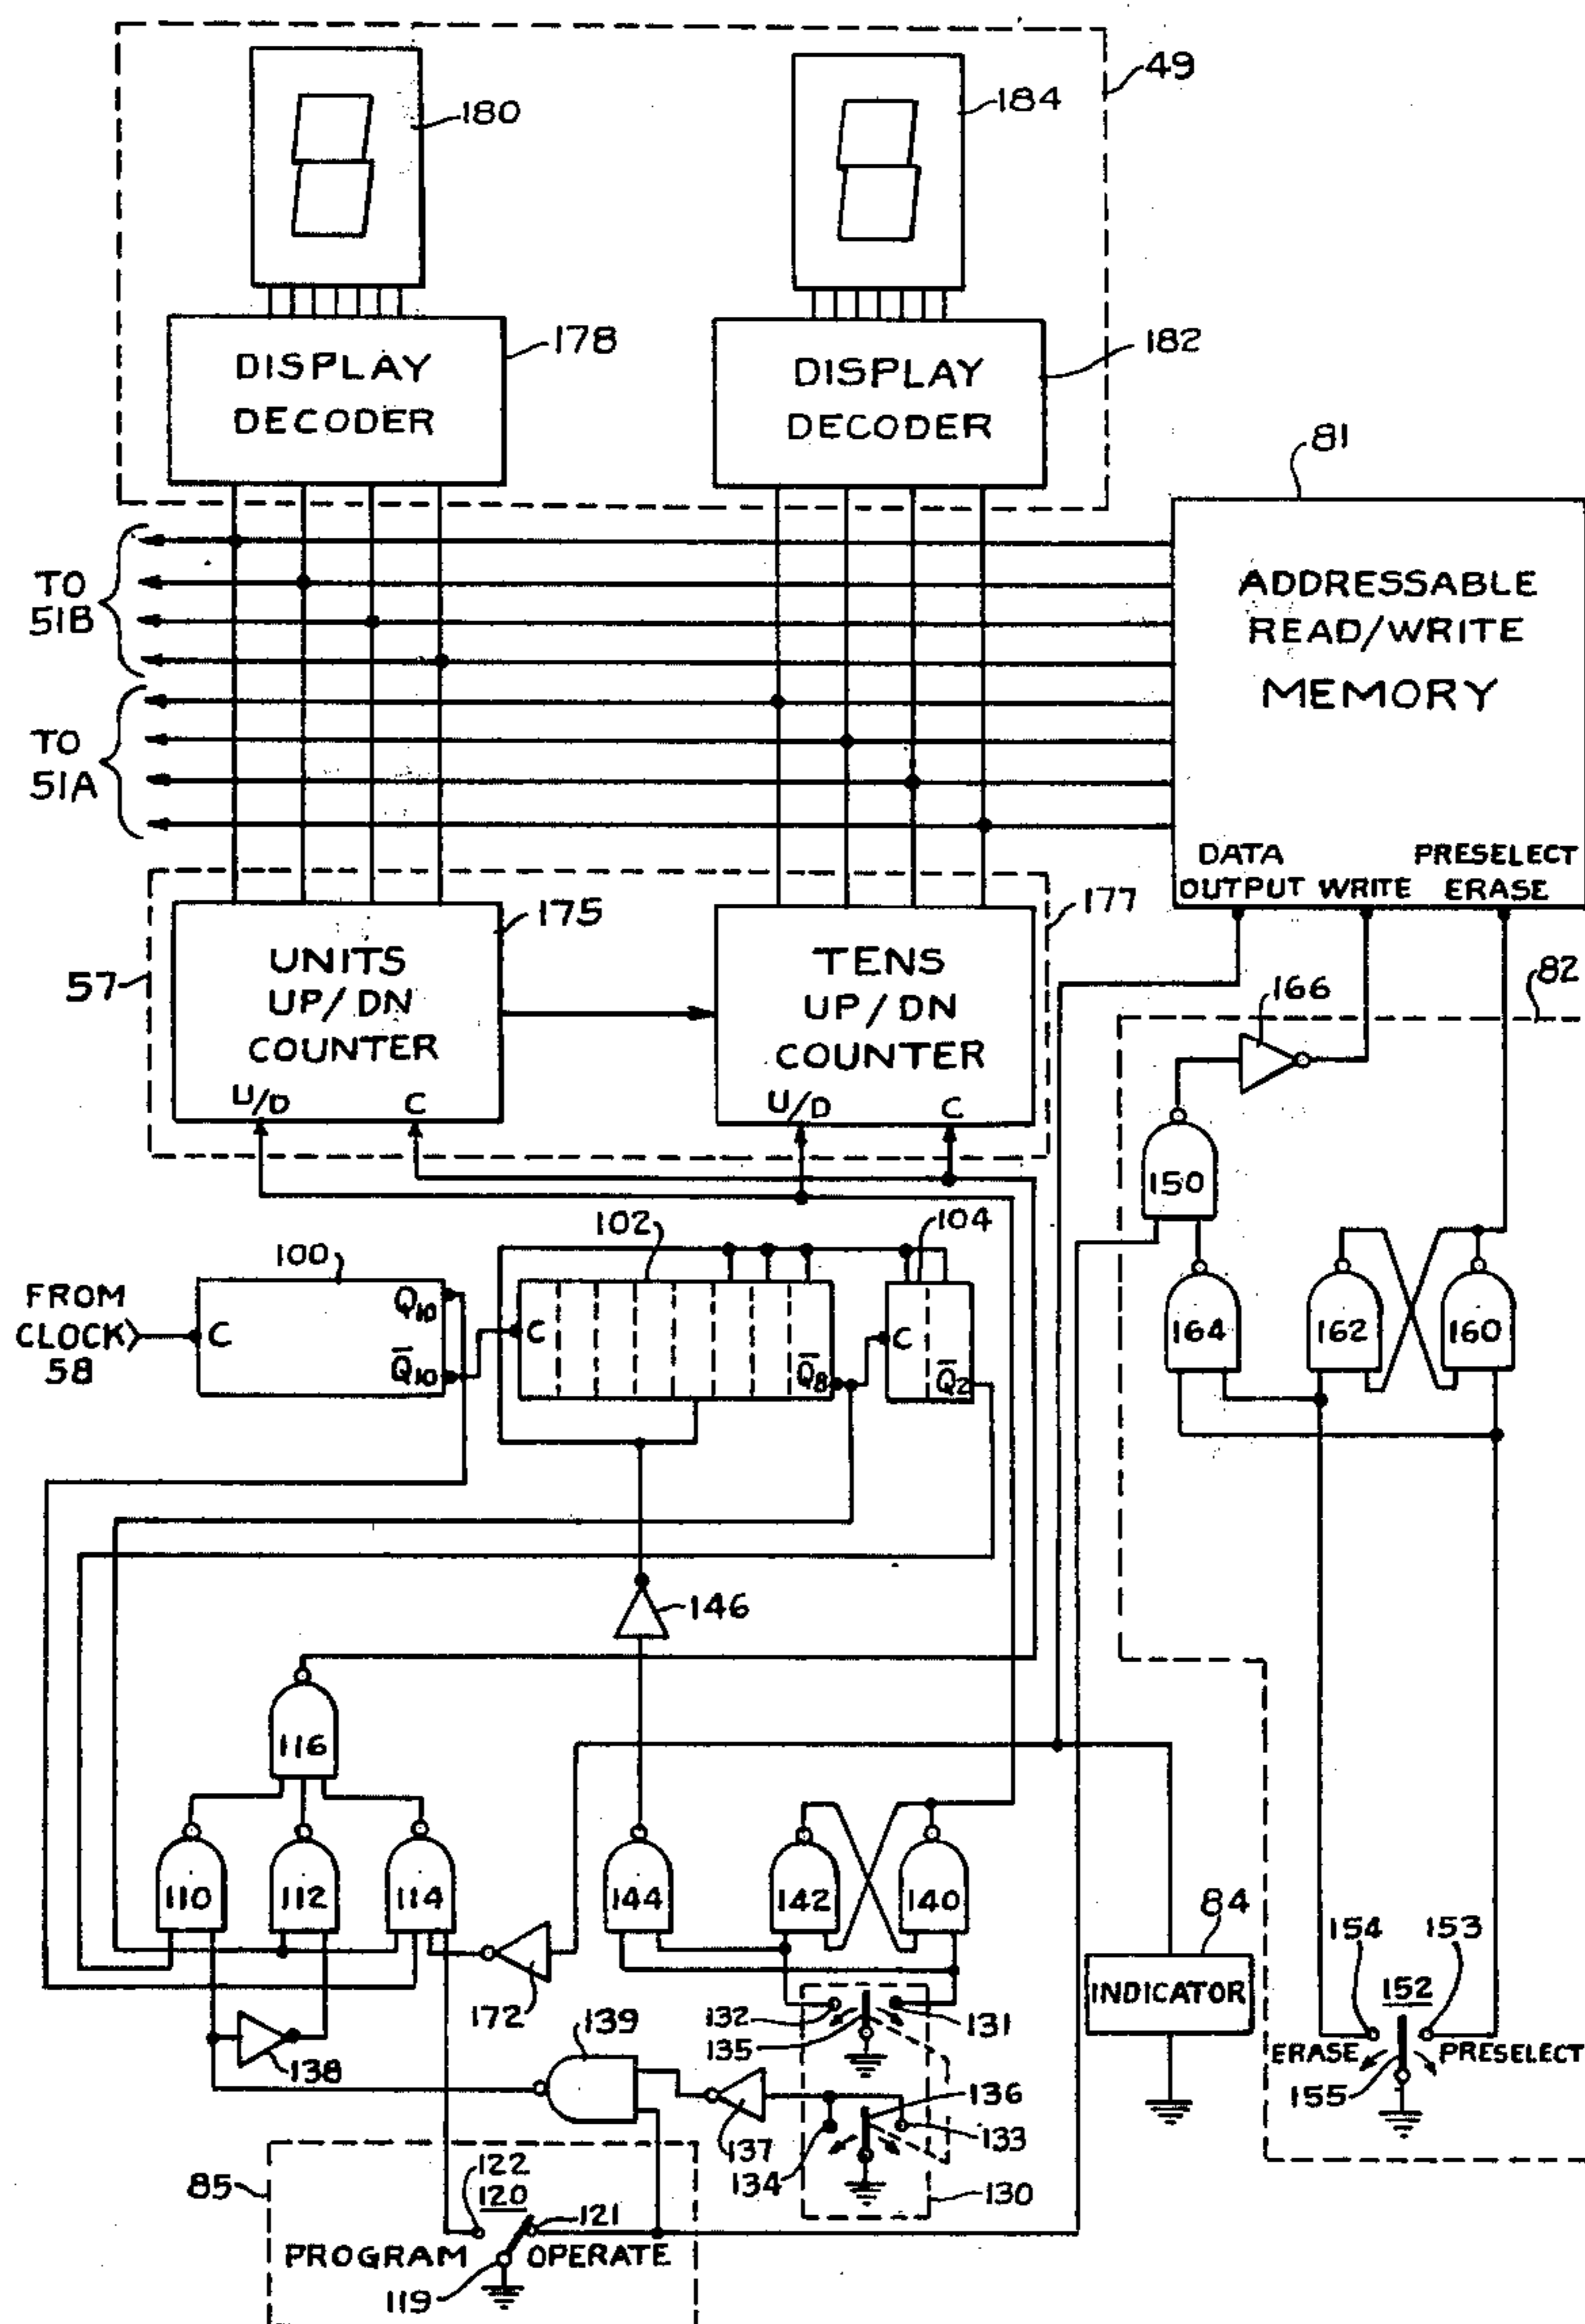 49
180
184
178
182
DISPLAY
DECODER
DISPLAY
DECODER
81
TO
51B
ADDRESSABLE
READ/WRITE
MEMORY
TO
51A
DATA
OUTPUT
WRITE
PRESELECT
ERASE
57
175
177
UNITS
UP/DN
COUNTER
U/D
C
TENS
UP/DN
COUNTER
U/D
C
82
166
150
100
102
104
FROM
CLOCK
58
C
Q10
Q̅10
C
Q̅8
C
Q̅2
164
162
160
146
116
110
112
114
144
142
140
84
154
153
172
132
131
INDICATOR
152
139
135
138
ERASE
PRESELECT
136
155
137
133
134
85
122
120
121
130
PROGRAM
OPERATE
119